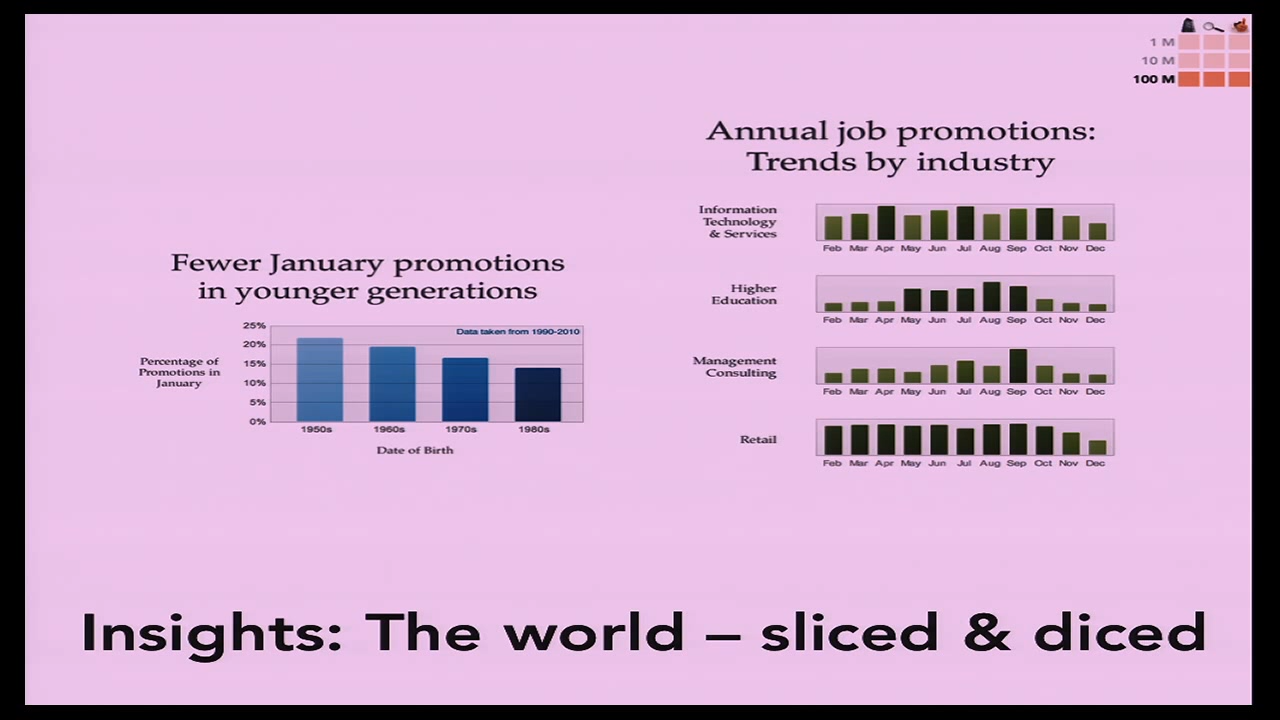 1 M
10 M
100 M
Annual job promotions:
Trends by industry
Information
Technology
& Services
Feb Mar Apr May Jun Jul Aug Sep Oct Nov Dec
Higher
Education
Feb Mar Apr May Jun Jul Aug Sep Oct Nov Dec
Management
Consulting
Feb Mar Apr May Jun Jul Aug Sep Oct Nov Dec
Retail
Feb Mar Apr May Jun Jul Aug Sep Oct Nov Dec
Fewer January promotions
in younger generations
Data taken from 1990-2010
25%
20%
15%
10%
5%
0%
Percentage of
Promotions in
January
1950s 1960s 1970s 1980s
Date of Birth
Insights: The world – sliced & diced